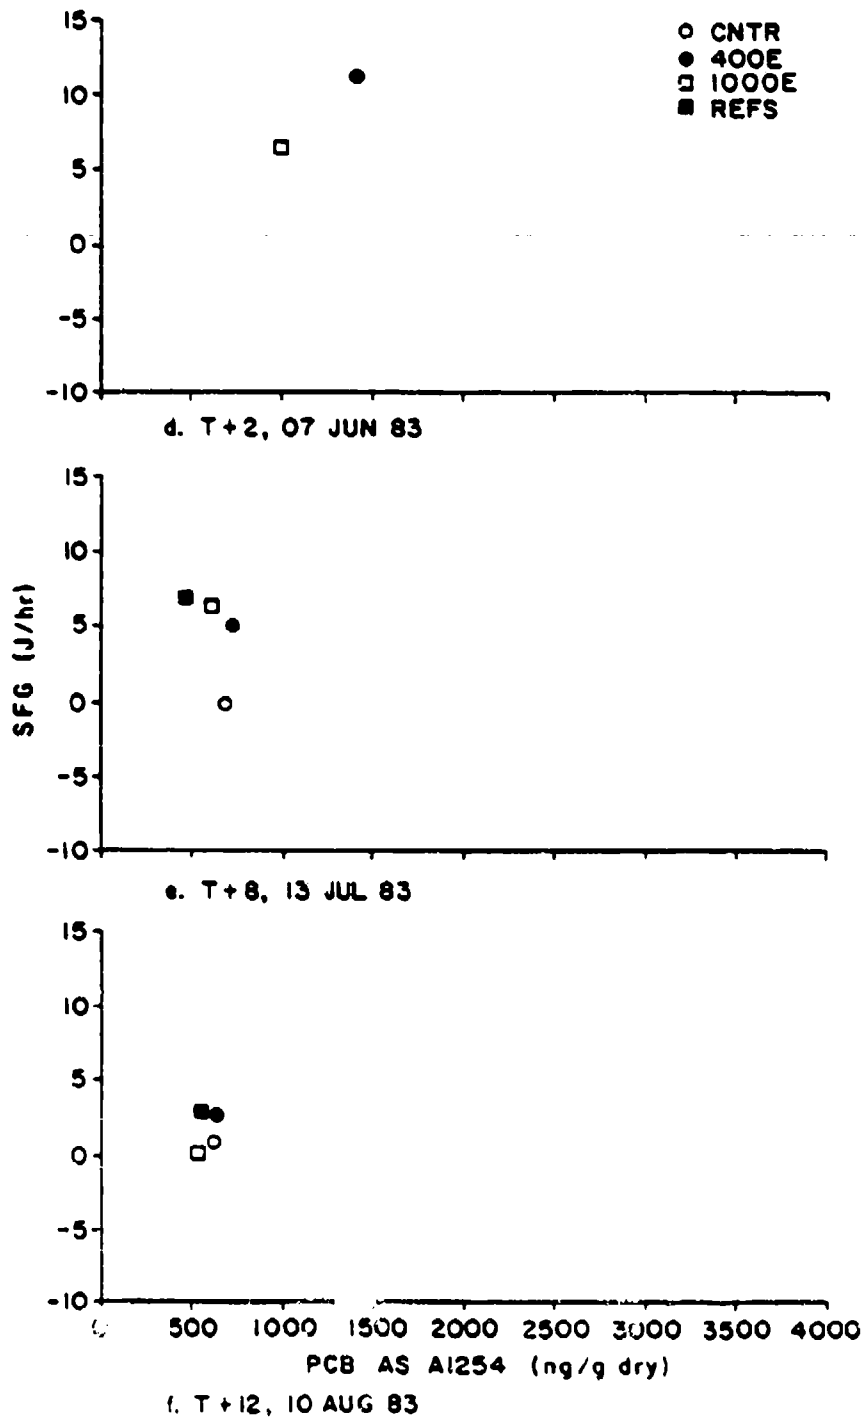 15
10
5
0
-5
-10
○ CNTR
● 400E
□ 1000E
■ REFS
d. T+2, 07 JUN 83
SFG (J/hr)
15
10
5
0
-5
-10
e. T+8, 13 JUL 83
15
10
5
0
-5
-10
500 1000 1500 2000 2500 3000 3500 4000
PCB AS A1254 (ng/g dry)
f. T+12, 10 AUG 83